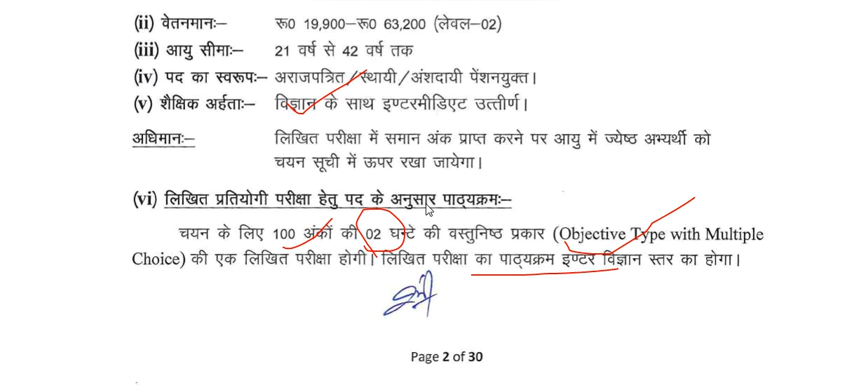 (ii) वेतनमानः– रू0 19,900–रू0 63,200 (लेवल–02)
(iii) आयु सीमाः– 21 वर्ष से 42 वर्ष तक
(iv) पद का स्वरूपः– अराजपत्रित/स्थायी/अंशदायी पेंशनयुक्त।
(v) शैक्षिक अर्हताः– विज्ञान के साथ इण्टरमीडिएट उत्तीर्ण।
अधिमानः– लिखित परीक्षा में समान अंक प्राप्त करने पर आयु में ज्येष्ठ अभ्यर्थी को
चयन सूची में ऊपर रखा जायेगा।
(vi) लिखित प्रतियोगी परीक्षा हेतु पद के अनुसार पाठ्यक्रमः–
चयन के लिए 100 अंकों की 02 घन्टे की वस्तुनिष्ठ प्रकार (Objective Type with Multiple
Choice) की एक लिखित परीक्षा होगी। लिखित परीक्षा का पाठ्यक्रम इण्टर विज्ञान स्तर का होगा।
Page 2 of 30